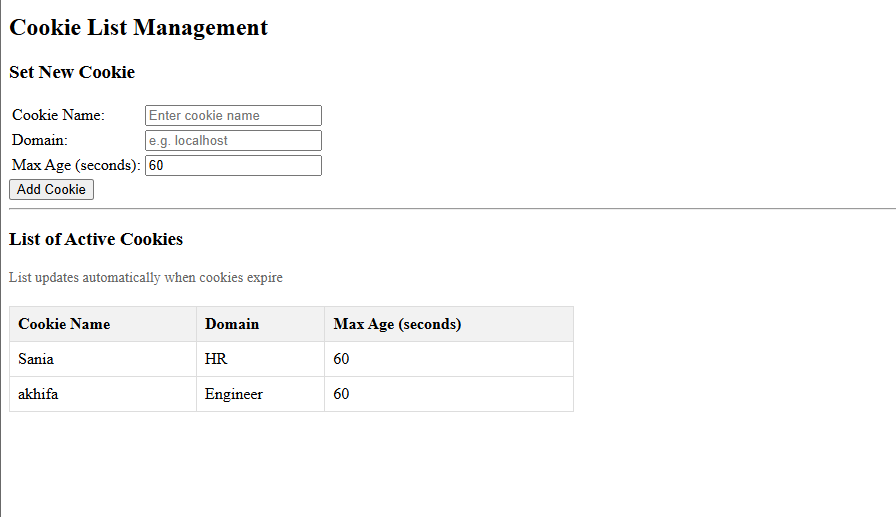 Cookie List Management
Set New Cookie
Cookie Name: Enter cookie name
Domain: e.g. localhost
Max Age (seconds): 60
Add Cookie
List of Active Cookies
List updates automatically when cookies expire
Cookie Name Domain Max Age (seconds)
Sania HR 60
akhifa Engineer 60